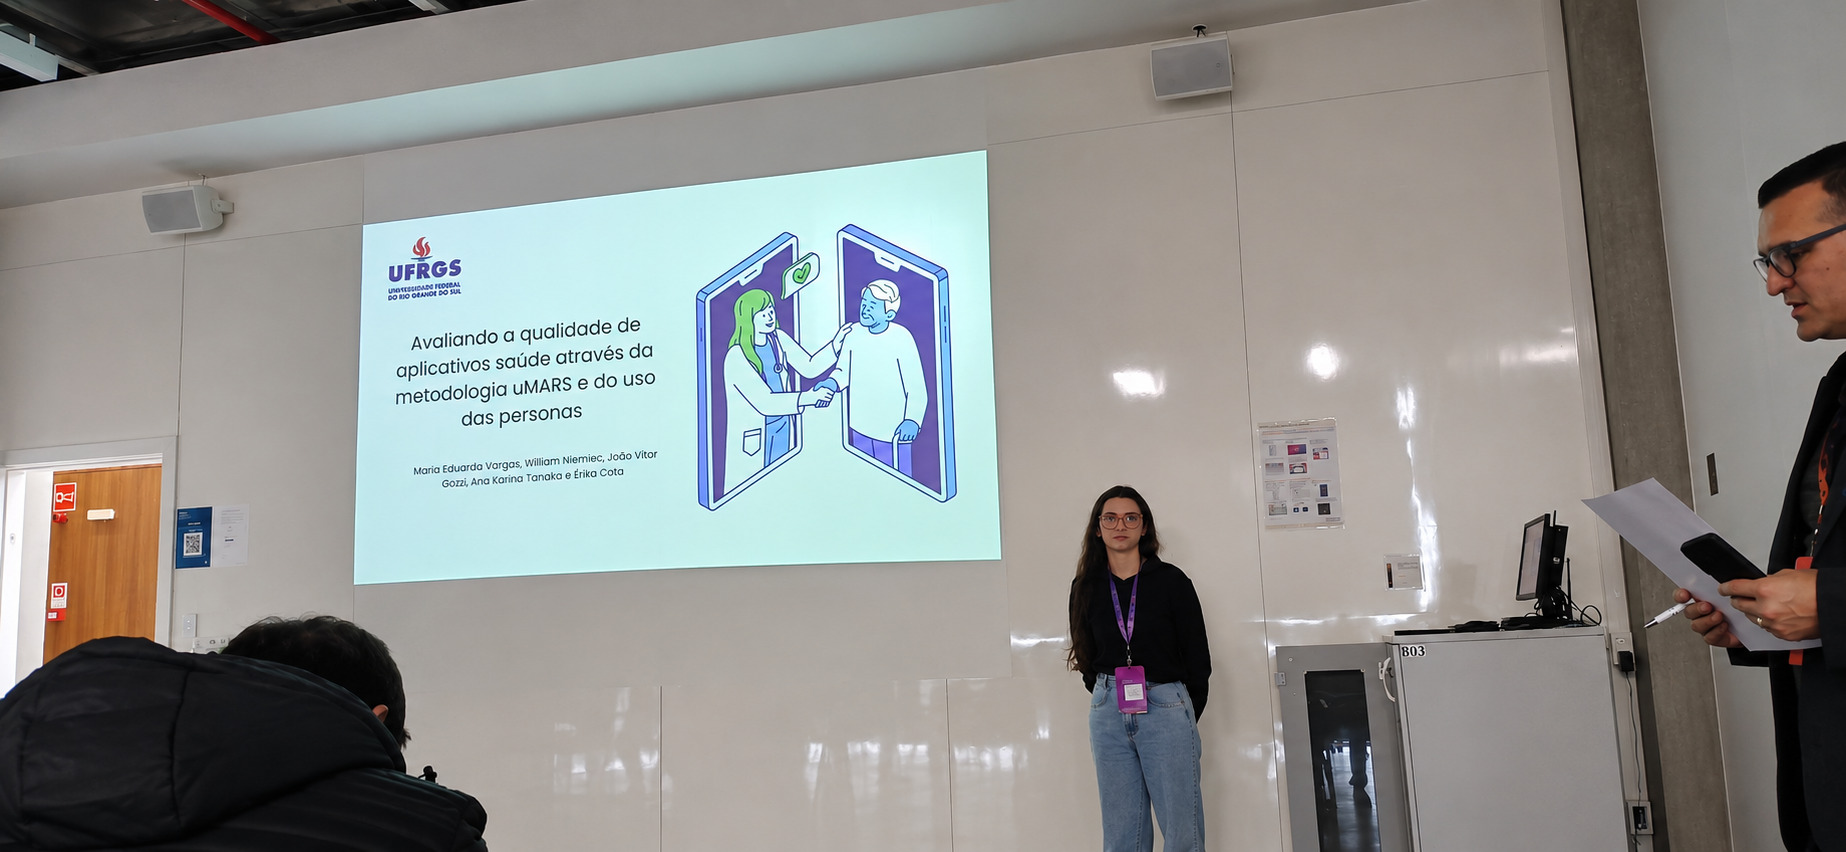 UFRGS
UNIVERSIDADE FEDERAL
DO RIO GRANDE DO SUL
Avaliando a qualidade de
aplicativos saúde através da
metodologia uMARS e do uso
das personas
Maria Eduarda Vargas, William Niemiec, João Vitor
Gozzi, Ana Karina Tanaka e Érika Cota
B03